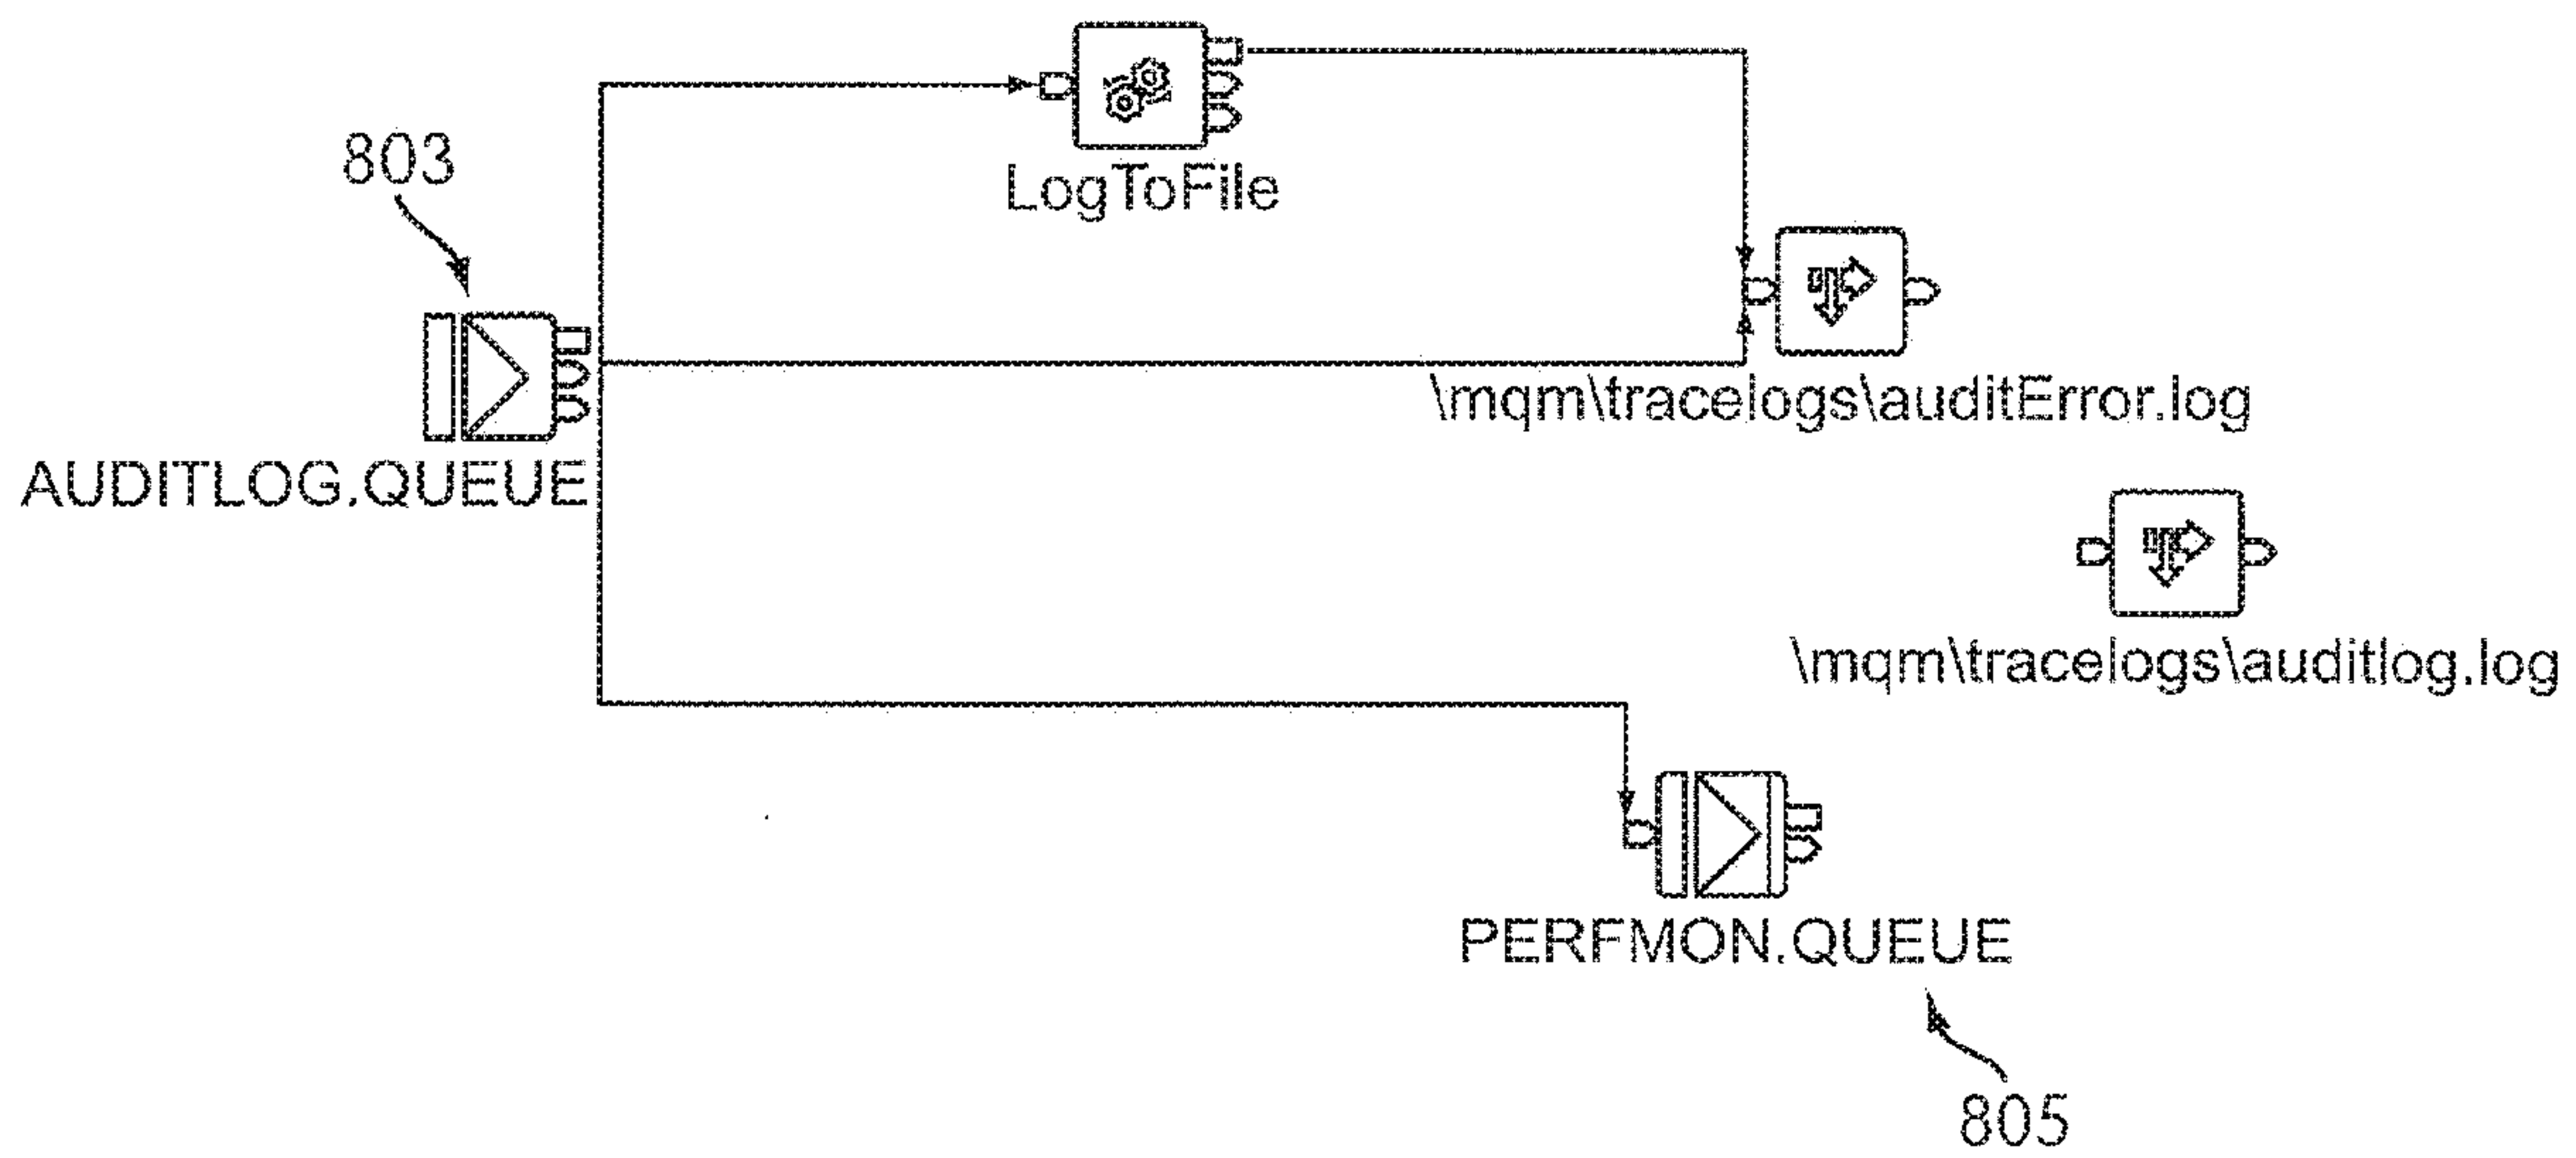 803
LogToFile
AUDITLOG.QUEUE
\mqm\tracelogs\auditError.log
\mqm\tracelogs\auditlog.log
PERFMON.QUEUE
805